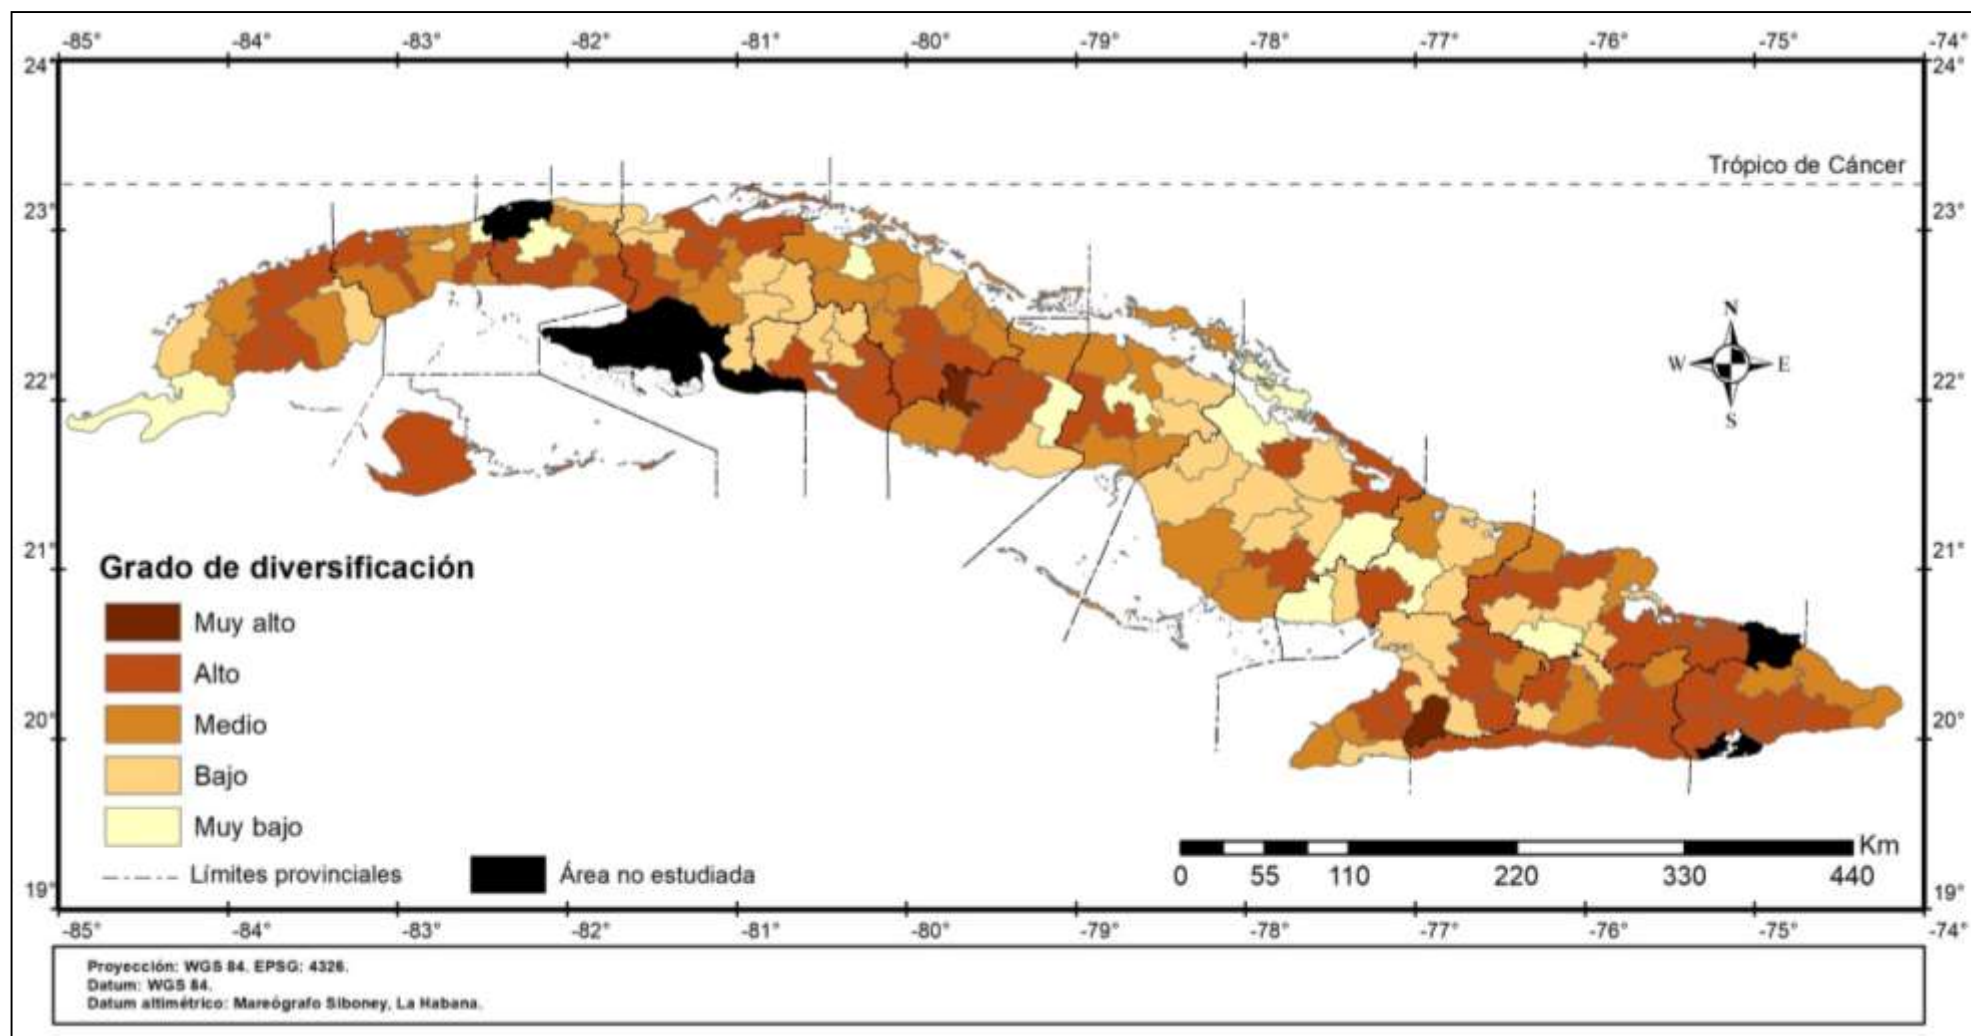 -85° -84° -83° -82° -81° -80° -79° -78° -77° -76° -75° -74°
24° 24°
Trópico de Cáncer
23° 23°
N
W E
S
22° 22°
21° 21°
Grado de diversificación
Muy alto
Alto
20° 20°
Medio
Bajo
Muy bajo
Km
Límites provinciales Área no estudiada
0 55 110 220 330 440
19° 19°
-85° -84° -83° -82° -81° -80° -79° -78° -77° -76° -75° -74°
Proyección: WGS 84. EPSG: 4326.
Datum: WGS 84.
Datum altimétrico: Mareógrafo Siboney, La Habana.